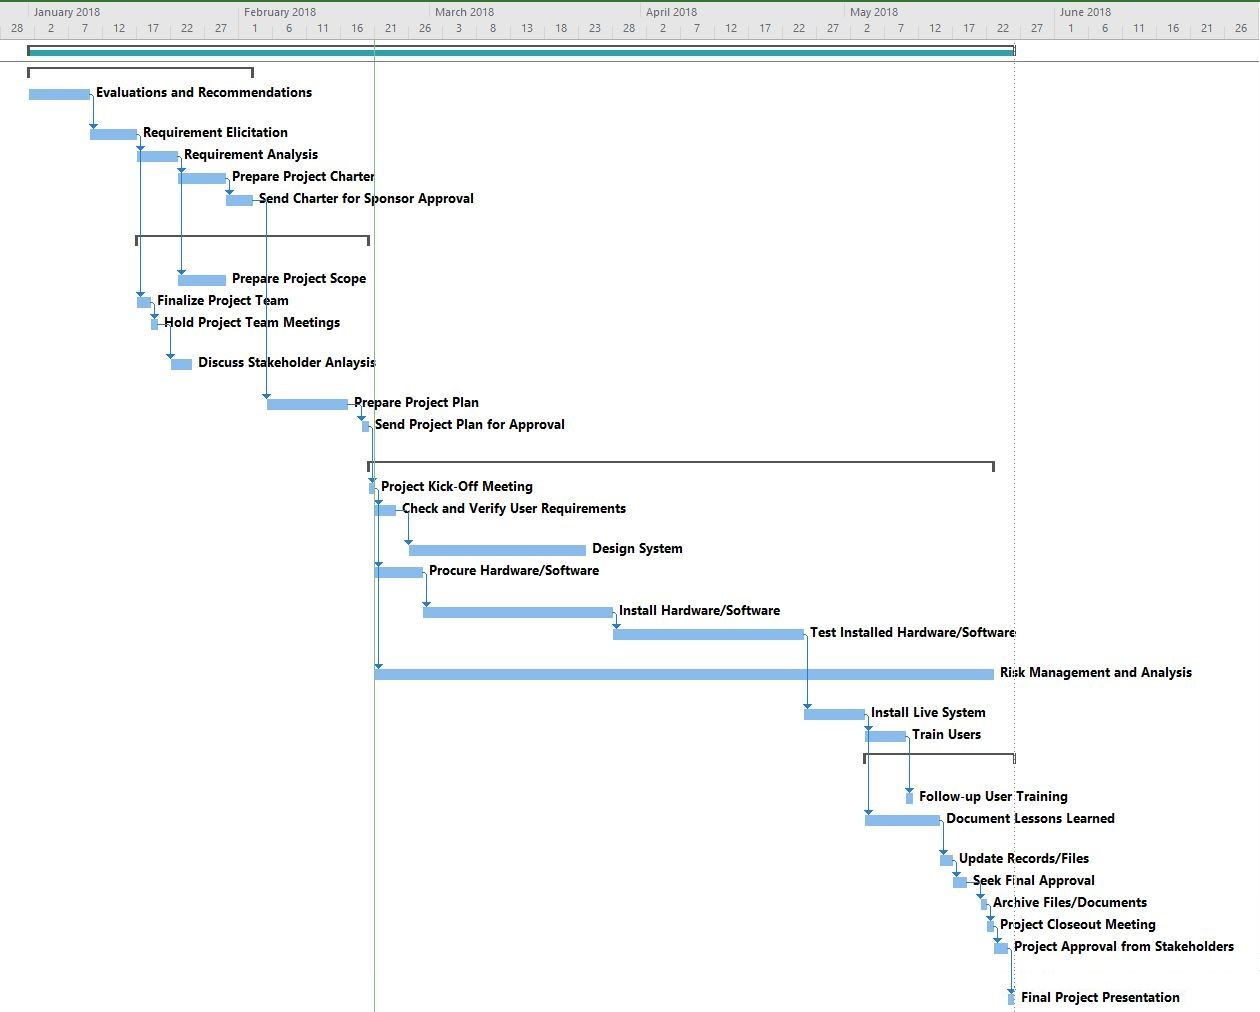 January 2018 February 2018 March 2018 April 2018 May 2018 June 2018
28 2 7 12 17 22 27 1 6 11 16 21 26 3 8 13 18 23 28 2 7 12 17 22 27 2 7 12 17 22 27 1 6 11 16 21 26
Evaluations and Recommendations
Requirement Elicitation
Requirement Analysis
Prepare Project Charter
Send Charter for Sponsor Approval
Prepare Project Scope
Finalize Project Team
Hold Project Team Meetings
Discuss Stakeholder Anlaysis
Prepare Project Plan
Send Project Plan for Approval
Project Kick-Off Meeting
Check and Verify User Requirements
Design System
Procure Hardware/Software
Install Hardware/Software
Test Installed Hardware/Software
Risk Management and Analysis
Install Live System
Train Users
Follow-up User Training
Document Lessons Learned
Update Records/Files
Seek Final Approval
Archive Files/Documents
Project Closeout Meeting
Project Approval from Stakeholders
Final Project Presentation